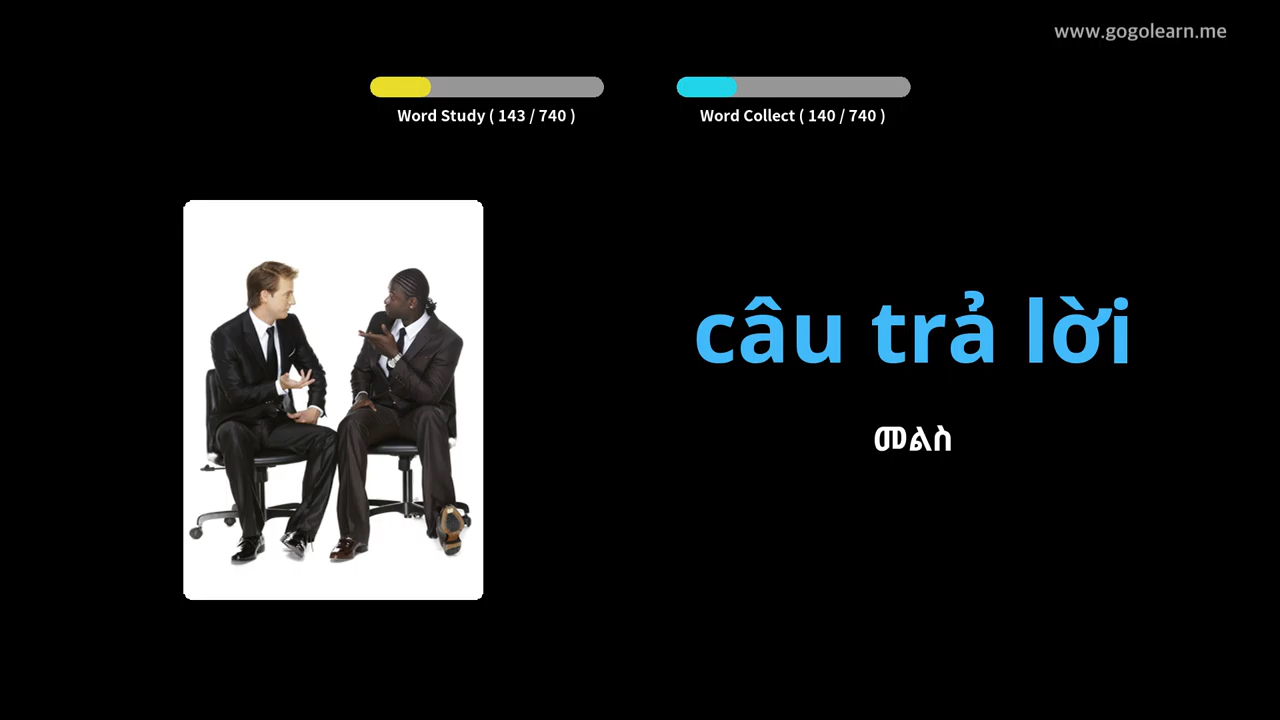 www.gogolearn.me
Word Study ( 143 / 740 )
Word Collect ( 140 / 740 )
câu trả lời
መልስ